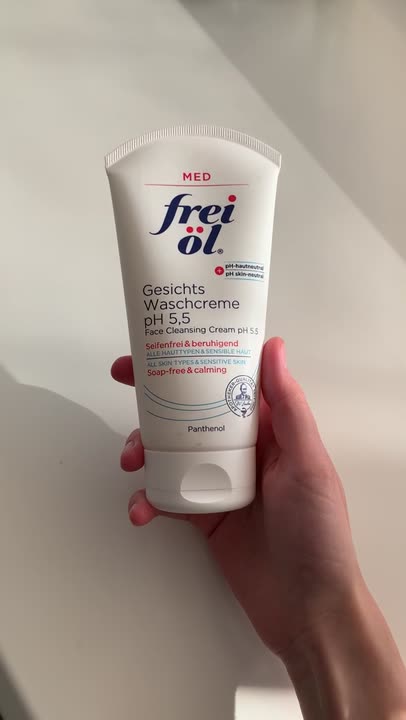 MED
frei
öl®
pH-hautneutral
pH skin-neutral
Gesichts
Waschcreme
pH 5,5
Face Cleansing Cream pH 5.5
Seifenfrei & beruhigend
ALLE HAUTTYPEN & SENSIBLE HAUT
ALL SKIN TYPES & SENSITIVE SKIN
Soap-free & calming
Panthenol